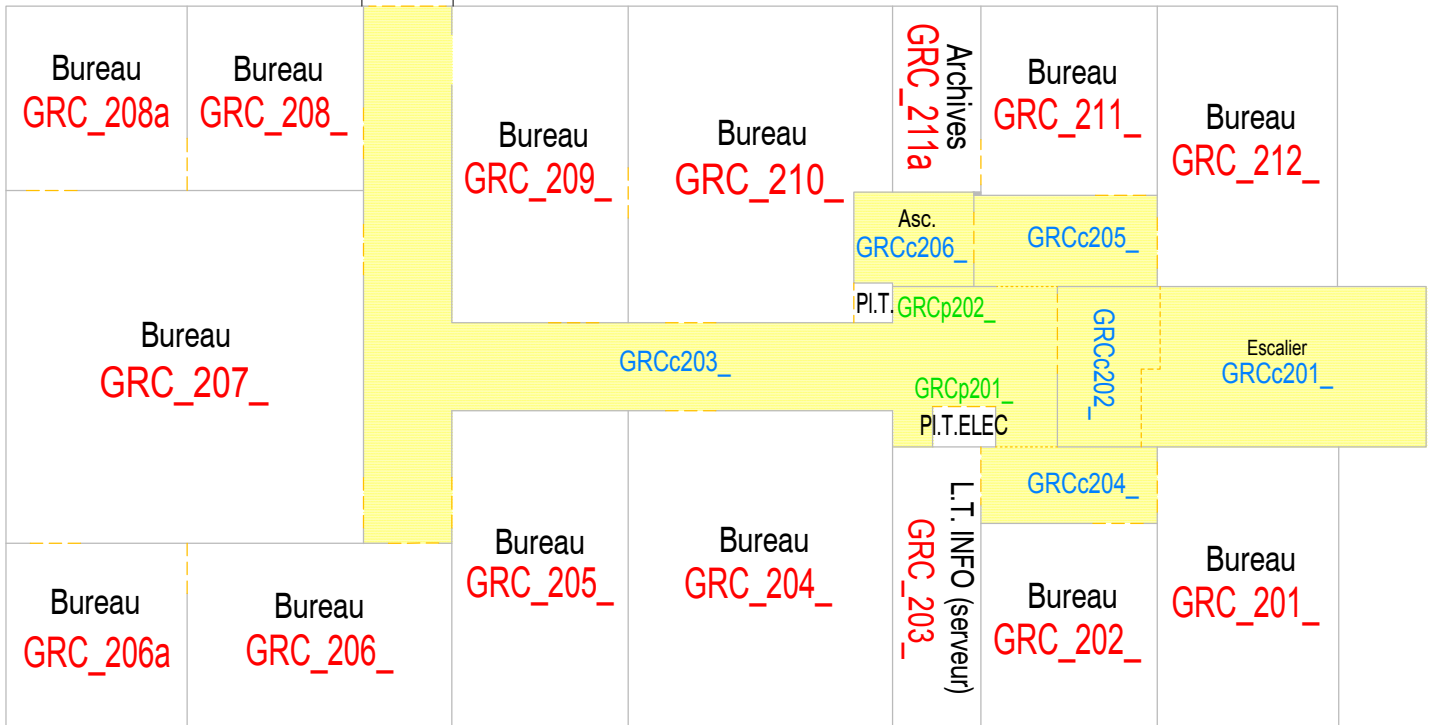 Bureau
GRC_208a
Bureau
GRC_208_
Bureau
GRC_209_
Bureau
GRC_210_
Archives
GRC_211a
Bureau
GRC_211_
Bureau
GRC_212_
Asc.
GRCc206_
GRCc205_
PI.T.
GRCp202_
Bureau
GRC_207_
GRCc203_
GRCp201_
PI.T.ELEC
GRCc202_
Escalier
GRCc201_
GRCc204_
Bureau
GRC_206a
Bureau
GRC_206_
Bureau
GRC_205_
Bureau
GRC_204_
L.T. INFO (serveur)
GRC_203_
Bureau
GRC_202_
Bureau
GRC_201_